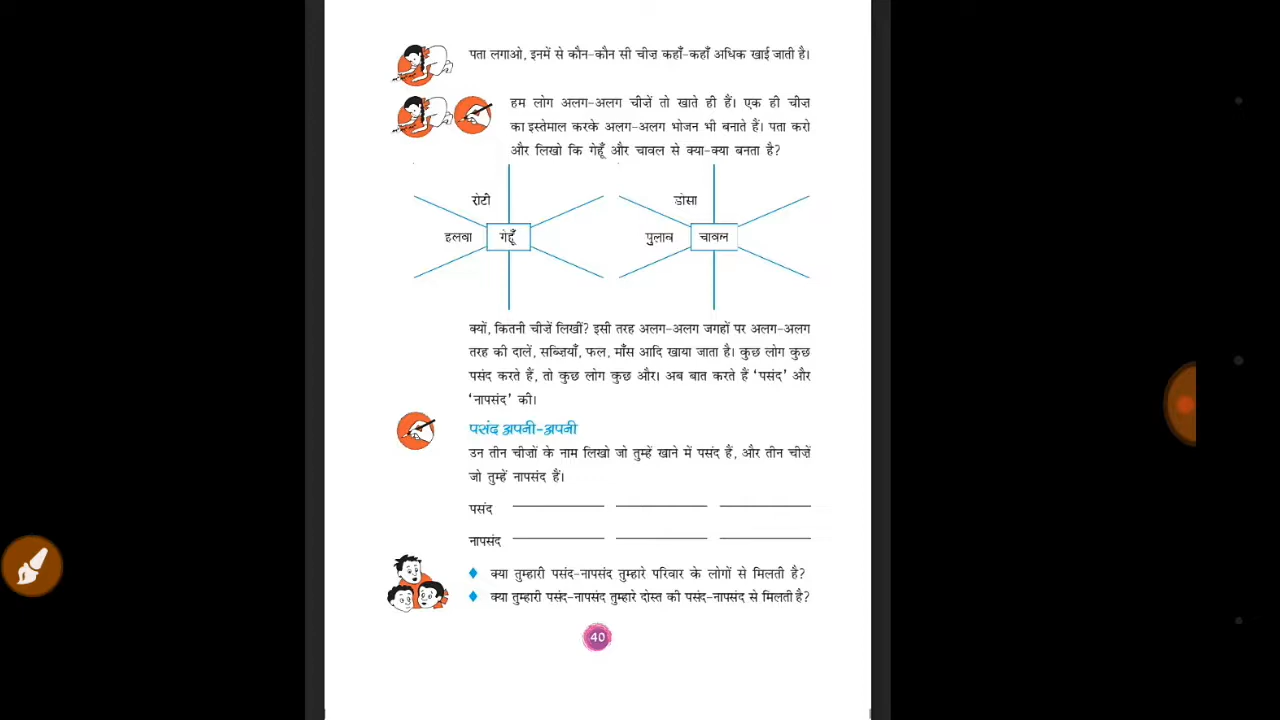 पता लगाओ, इनमें से कौन-कौन सी चीज़ कहाँ-कहाँ अधिक खाई जाती है।
हम लोग अलग-अलग चीज़ें तो खाते ही हैं। एक ही चीज़
का इस्तेमाल करके अलग-अलग भोजन भी बनाते हैं। पता करो
और लिखो कि गेहूँ और चावल से क्या-क्या बनता है?
रोटी
डोसा
हलवा
गेहूँ
पुलाव
चावल
क्यों, कितनी चीज़ें लिखीं? इसी तरह अलग-अलग जगहों पर अलग-अलग
तरह की दालें, सब्ज़ियाँ, फल, माँस आदि खाया जाता है। कुछ लोग कुछ
पसंद करते हैं, तो कुछ लोग कुछ और। अब बात करते हैं ‘पसंद’ और
‘नापसंद’ की।
पसंद अपनी-अपनी
उन तीन चीज़ों के नाम लिखो जो तुम्हें खाने में पसंद हैं, और तीन चीज़ें
जो तुम्हें नापसंद हैं।
पसंद
नापसंद
क्या तुम्हारी पसंद-नापसंद तुम्हारे परिवार के लोगों से मिलती है?
क्या तुम्हारी पसंद-नापसंद तुम्हारे दोस्त की पसंद-नापसंद से मिलती है?
40